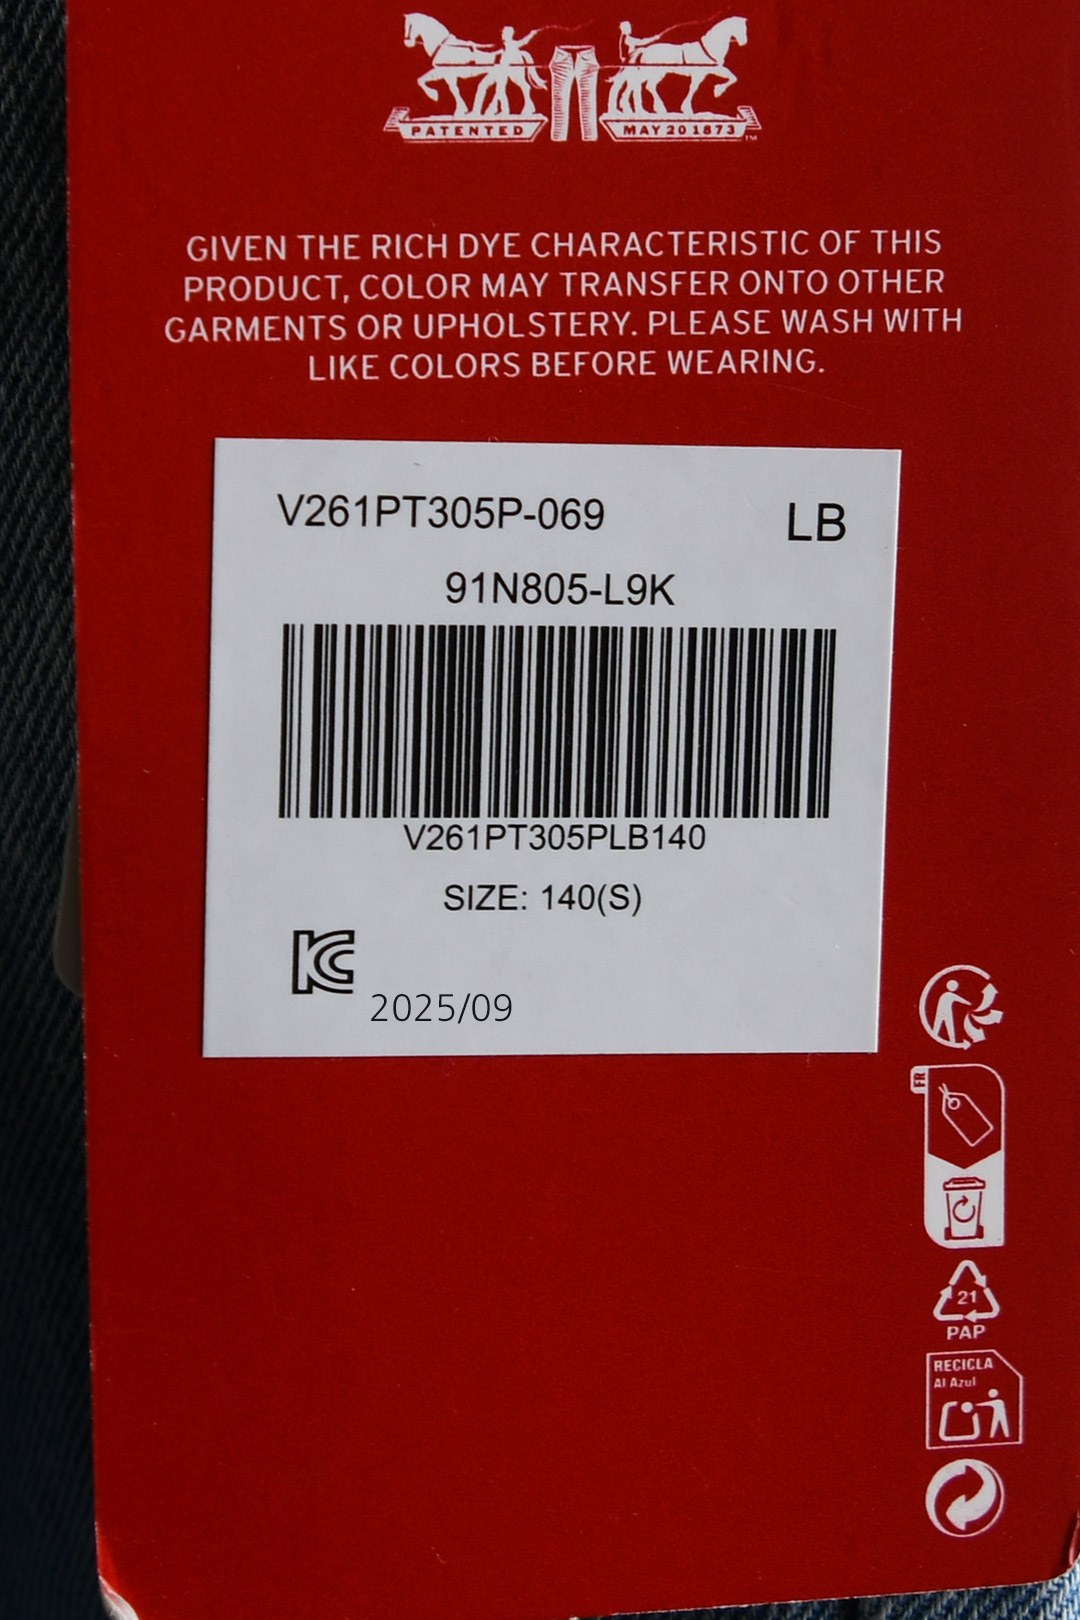 PATENTED MAY 20 1873 TM
GIVEN THE RICH DYE CHARACTERISTIC OF THIS
PRODUCT, COLOR MAY TRANSFER ONTO OTHER
GARMENTS OR UPHOLSTERY. PLEASE WASH WITH
LIKE COLORS BEFORE WEARING.
V261PT305P-069 LB
91N805-L9K
V261PT305PLB140
SIZE: 140(S)
KC
2025/09
FR
21
PAP
RECICLA
Al Azul